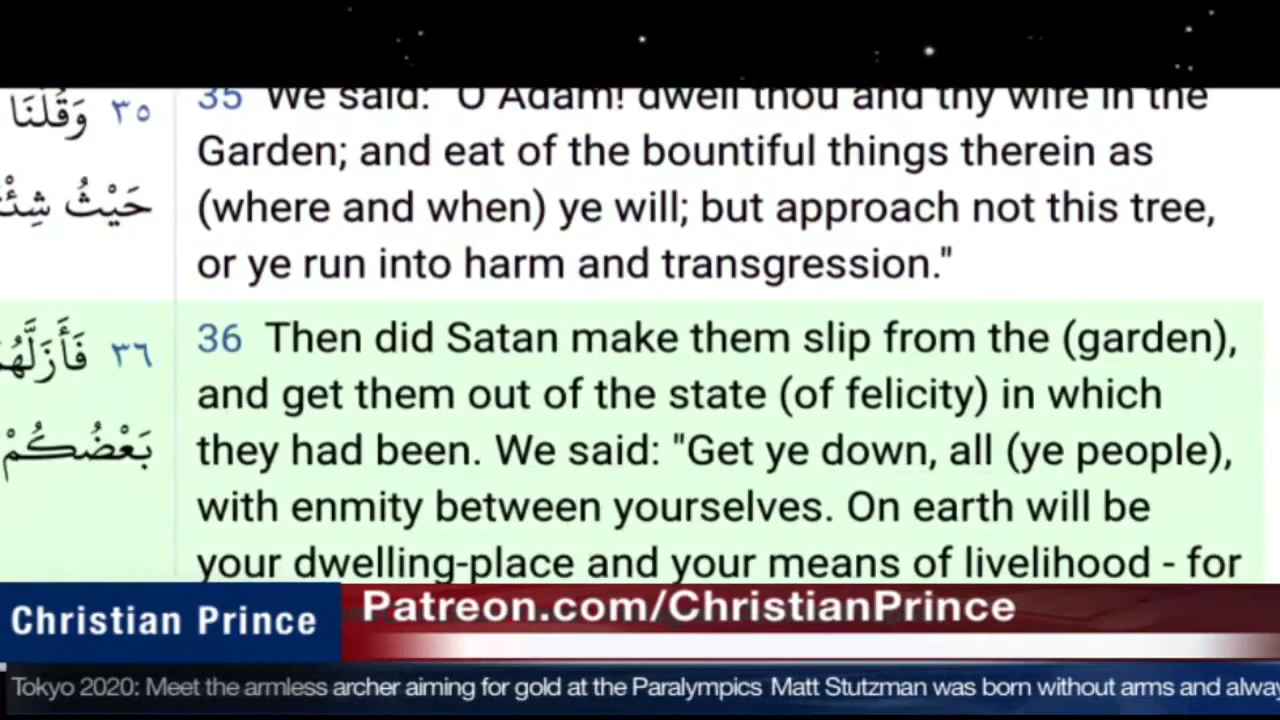 ٣٥ وَقُلْنَا
35 We said: "O Adam! dwell thou and thy wife in the
Garden; and eat of the bountiful things therein as
حَيْثُ
(where and when) ye will; but approach not this tree,
or ye run into harm and transgression."
٣٦
36 Then did Satan make them slip from the (garden),
and get them out of the state (of felicity) in which
بَعْضُكُمْ
they had been. We said: "Get ye down, all (ye people),
with enmity between yourselves. On earth will be
your dwelling-place and your means of livelihood - for
Christian Prince
Patreon.com/ChristianPrince
Tokyo 2020: Meet the armless archer aiming for gold at the Paralympics Matt Stutzman was born without arms and